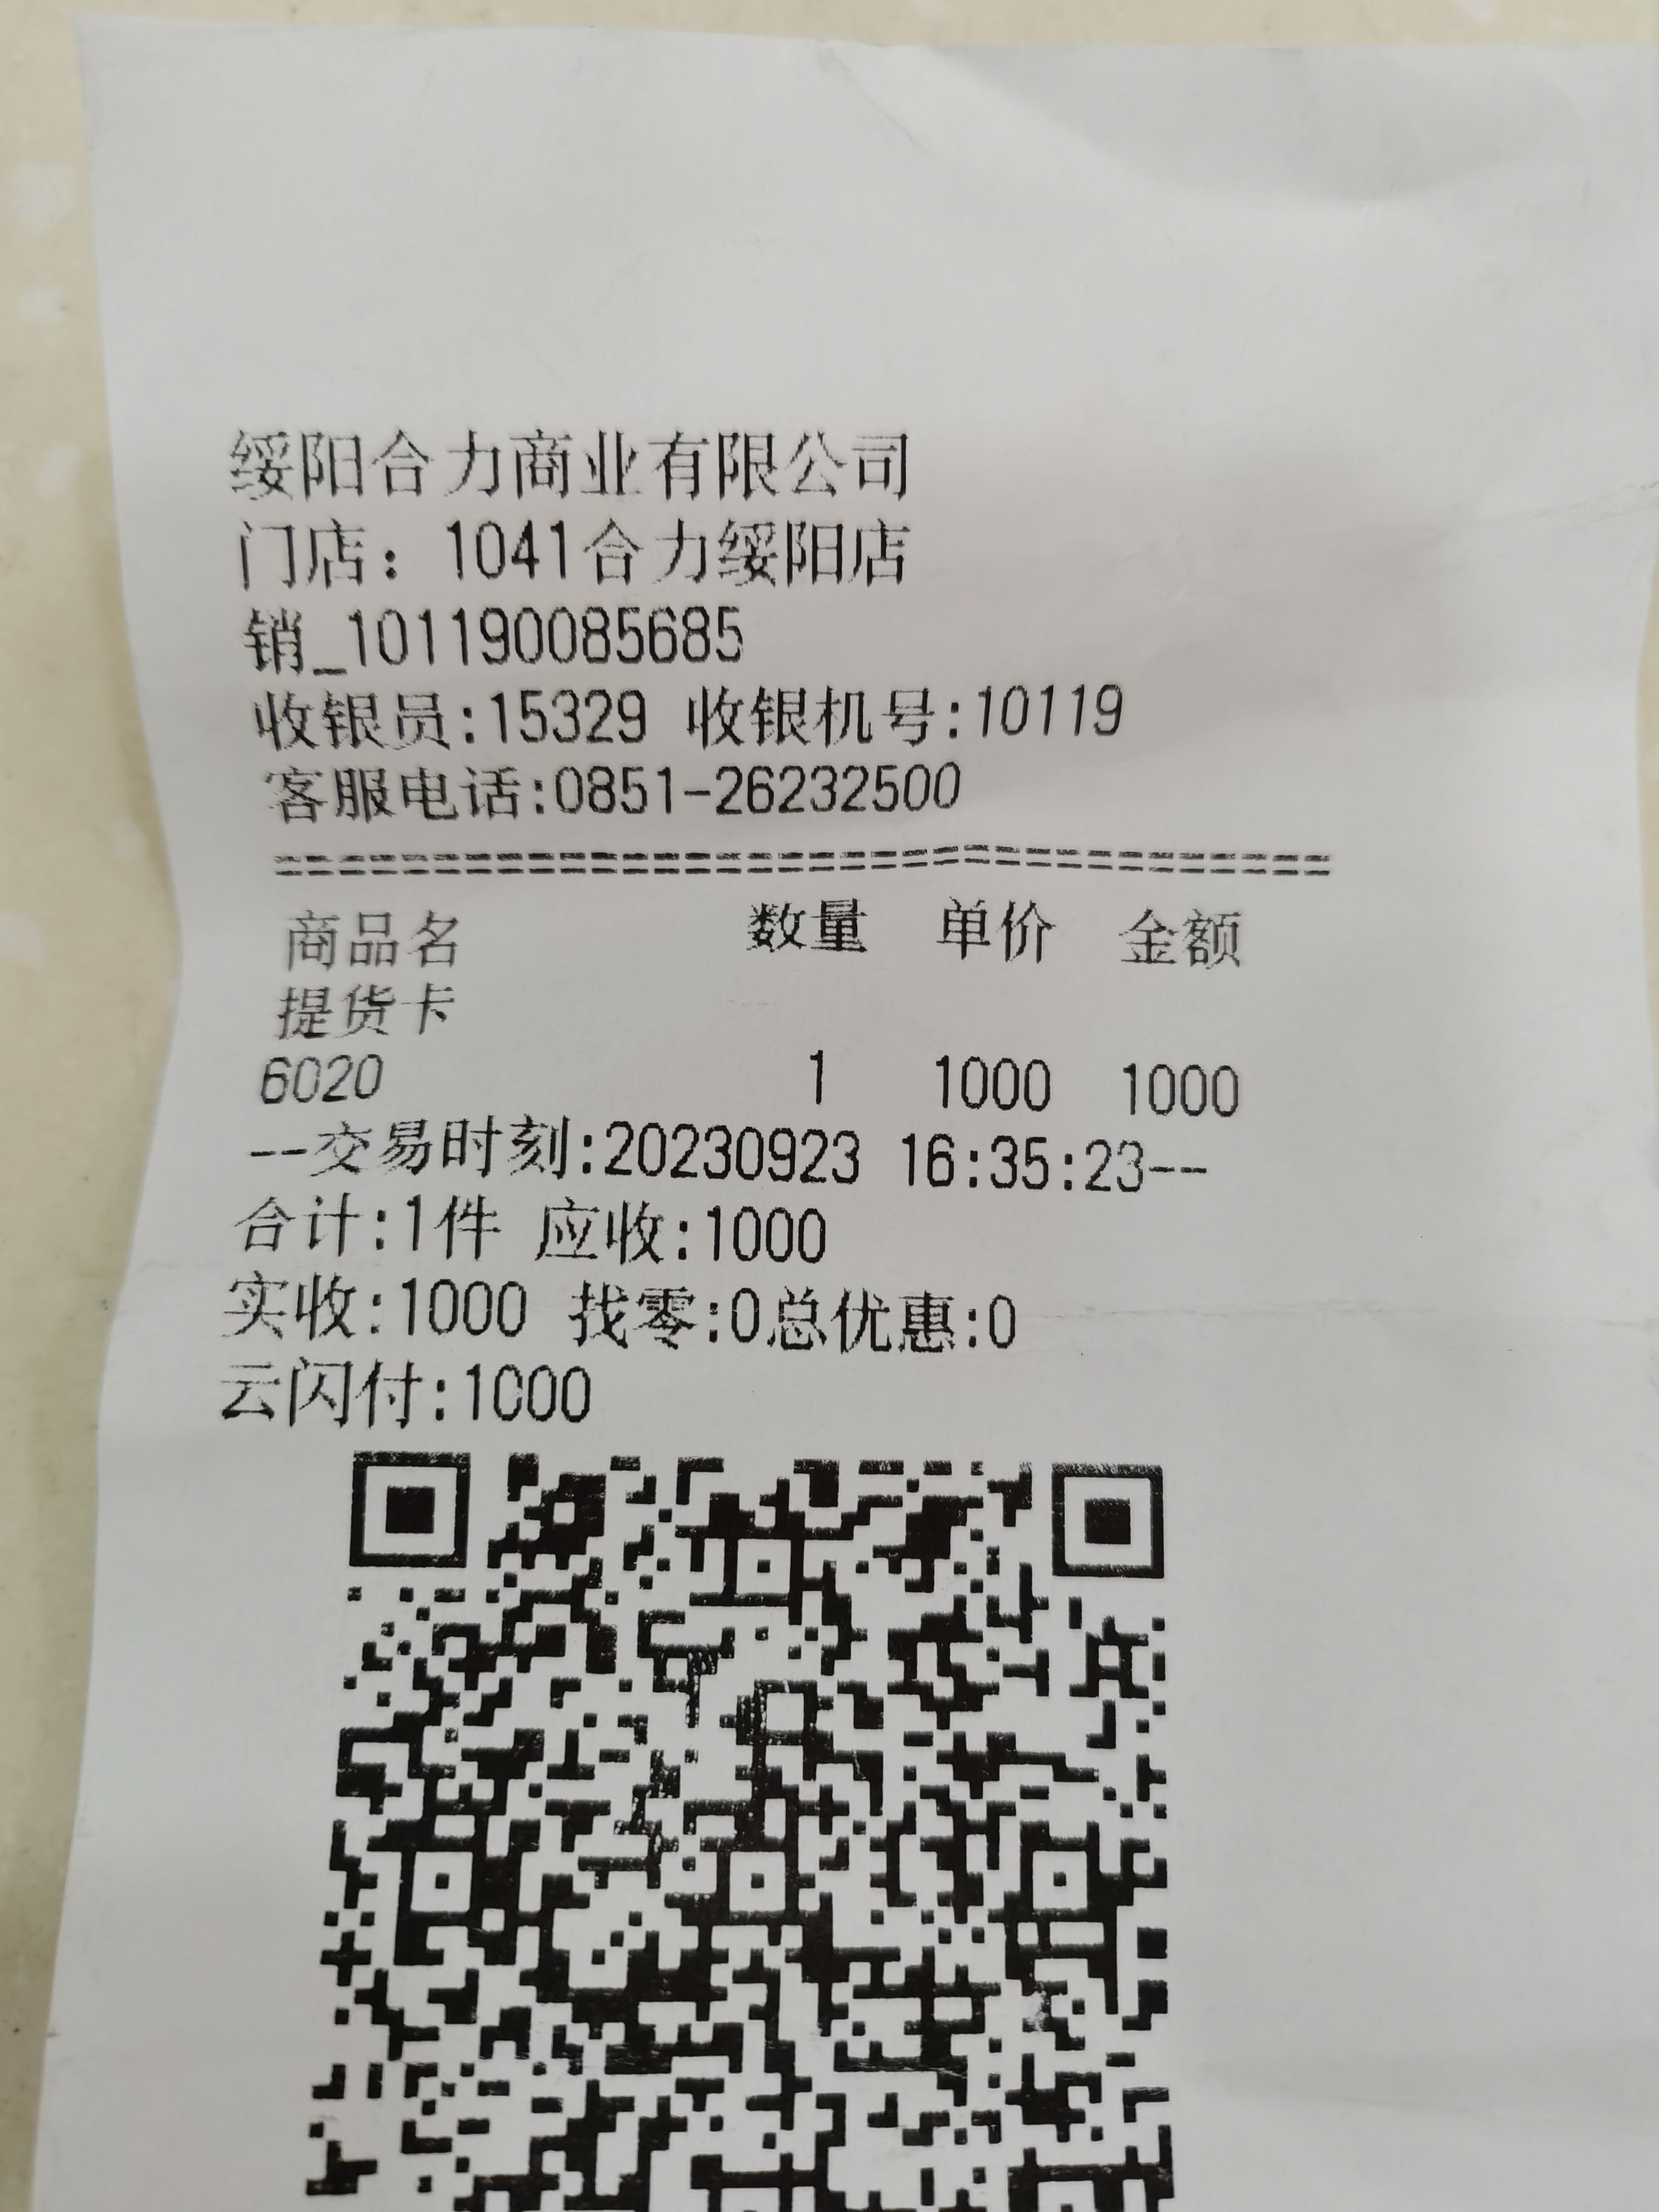 绥阳合力商业有限公司
门店：1041合力绥阳店
销_101190085685
收银员:15329 收银机号:10119
客服电话:0851-26232500
==================================
商品名 数量 单价 金额
提货卡
6020 1 1000 1000
--交易时刻:20230923 16:35:23--
合计:1件 应收:1000
实收:1000 找零:0总优惠:0
云闪付:1000